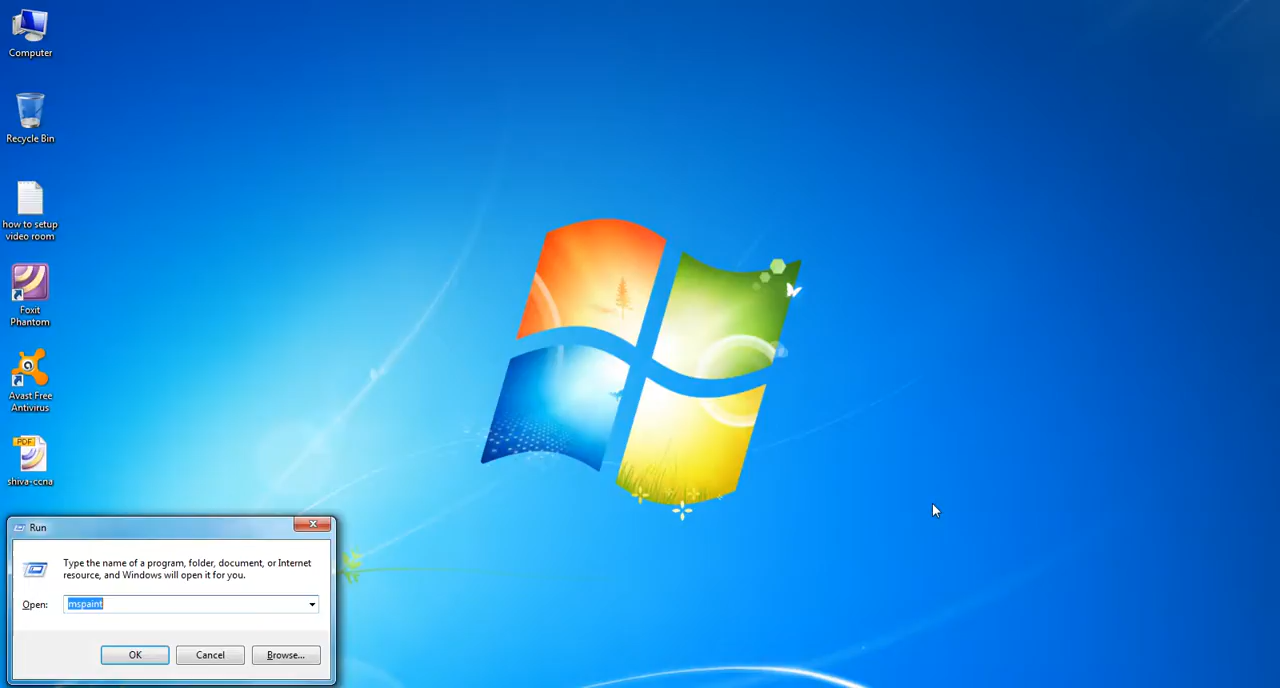 Computer
Recycle Bin
how to setup
video room
Foxit
Phantom
Avast Free
Antivirus
PDF
shiva-ccna
Run
Type the name of a program, folder, document, or Internet
resource, and Windows will open it for you.
Open: mspaint
OK Cancel Browse...